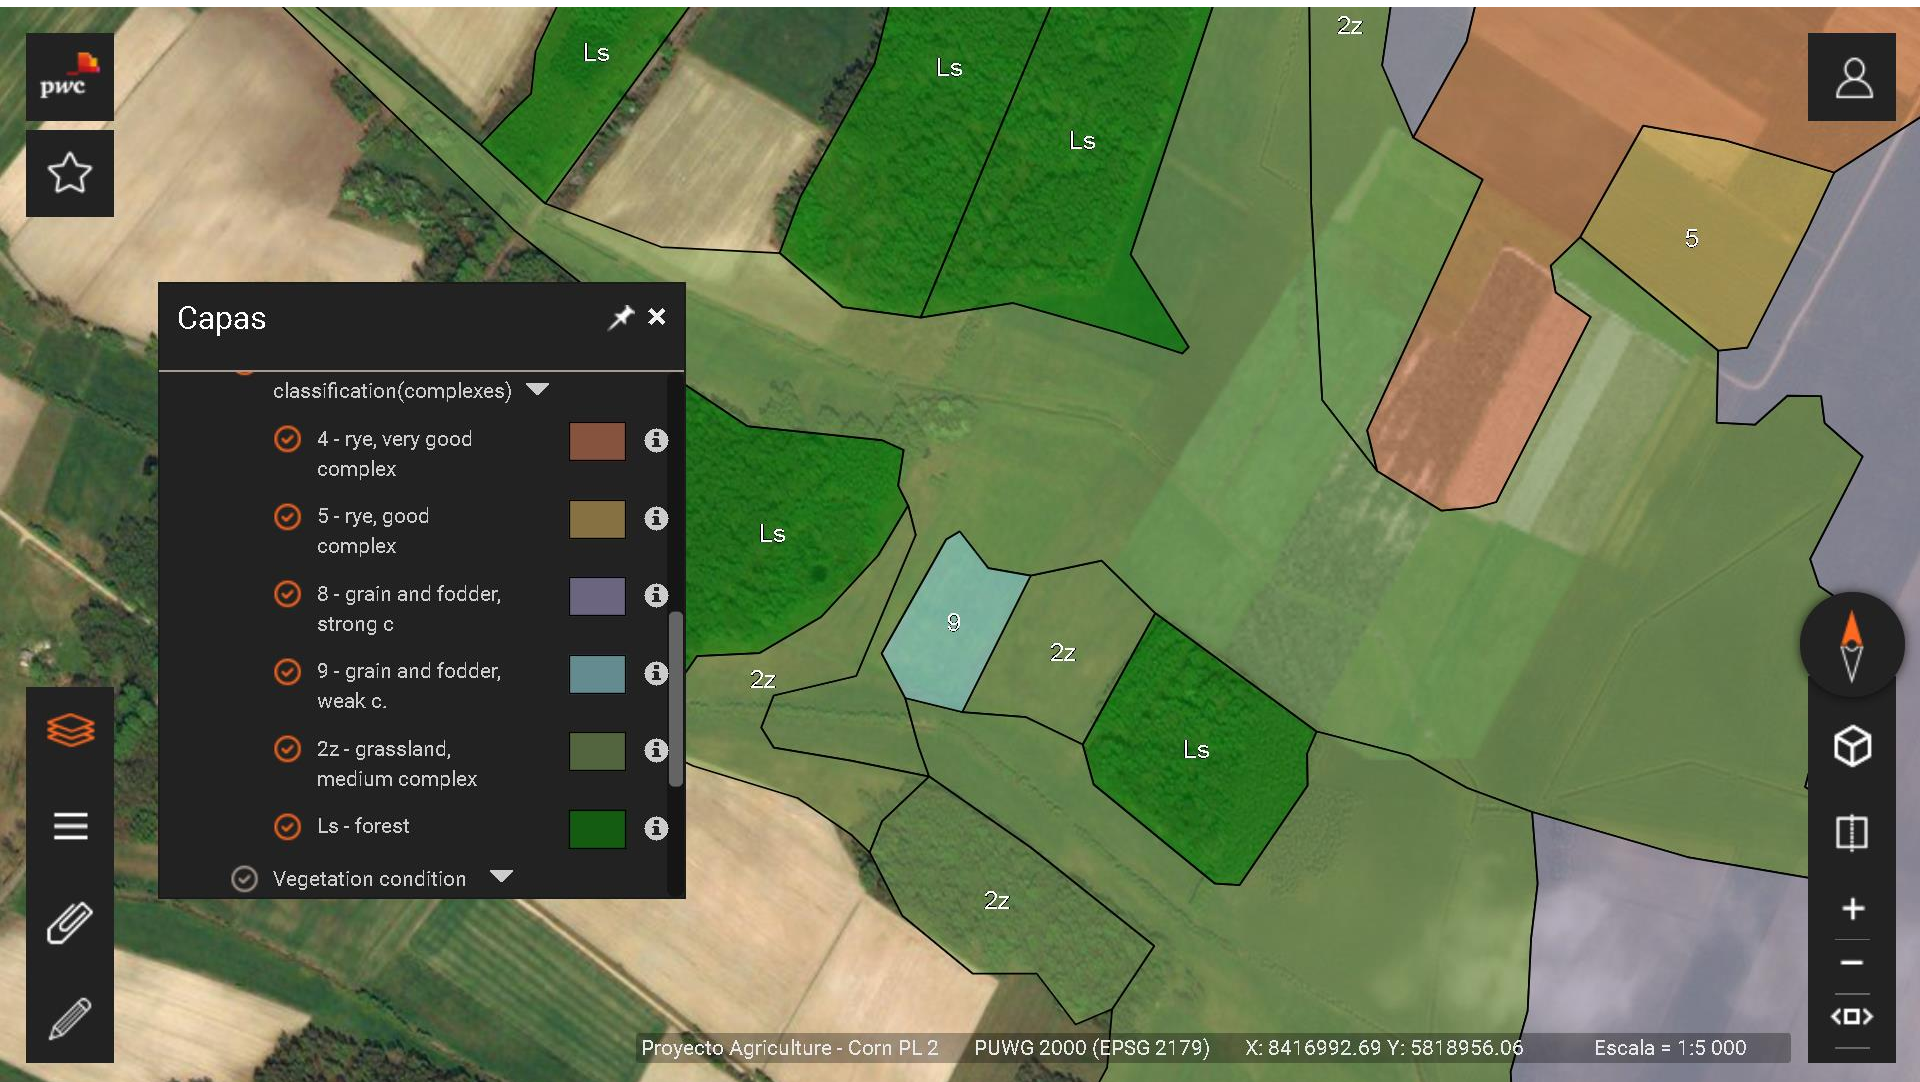 pwc
Ls
Ls
Ls
2z
5
Capas
classification(complexes)
4 - rye, very good
complex
5 - rye, good
complex
8 - grain and fodder,
strong c
9 - grain and fodder,
weak c.
2z - grassland,
medium complex
Ls - forest
Vegetation condition
Ls
9
2z
2z
Ls
2z
Proyecto Agriculture - Corn PL 2 PUWG 2000 (EPSG 2179) X: 8416992.69 Y: 5818956.06 Escala = 1:5 000